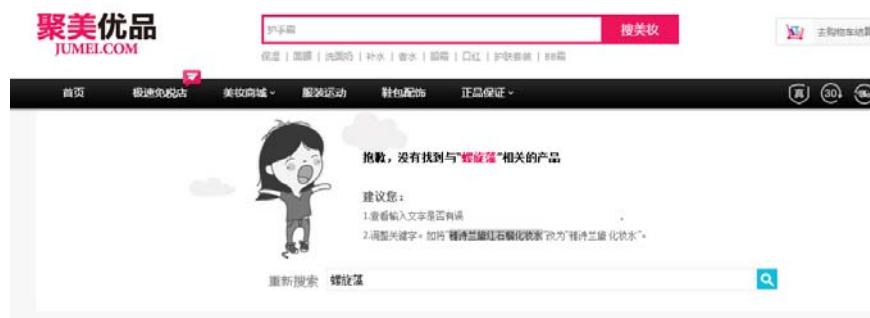 聚美优品
JUMEI.COM
护手霜
搜美妆
去购物车结算
保湿 | 面膜 | 洗面奶 | 补水 | 香水 | 眼霜 | 口红 | 护肤套装 | BB霜
首页 极速免税店 美妆商城 服装运动 鞋包配饰 正品保证
真 30
抱歉，没有找到与"螺旋藻"相关的产品
建议您：
1.查看输入文字是否有误
2.调整关键字。如将"雅诗兰黛红石榴化妆水"改为"雅诗兰黛 化妆水"。
重新搜索 螺旋藻